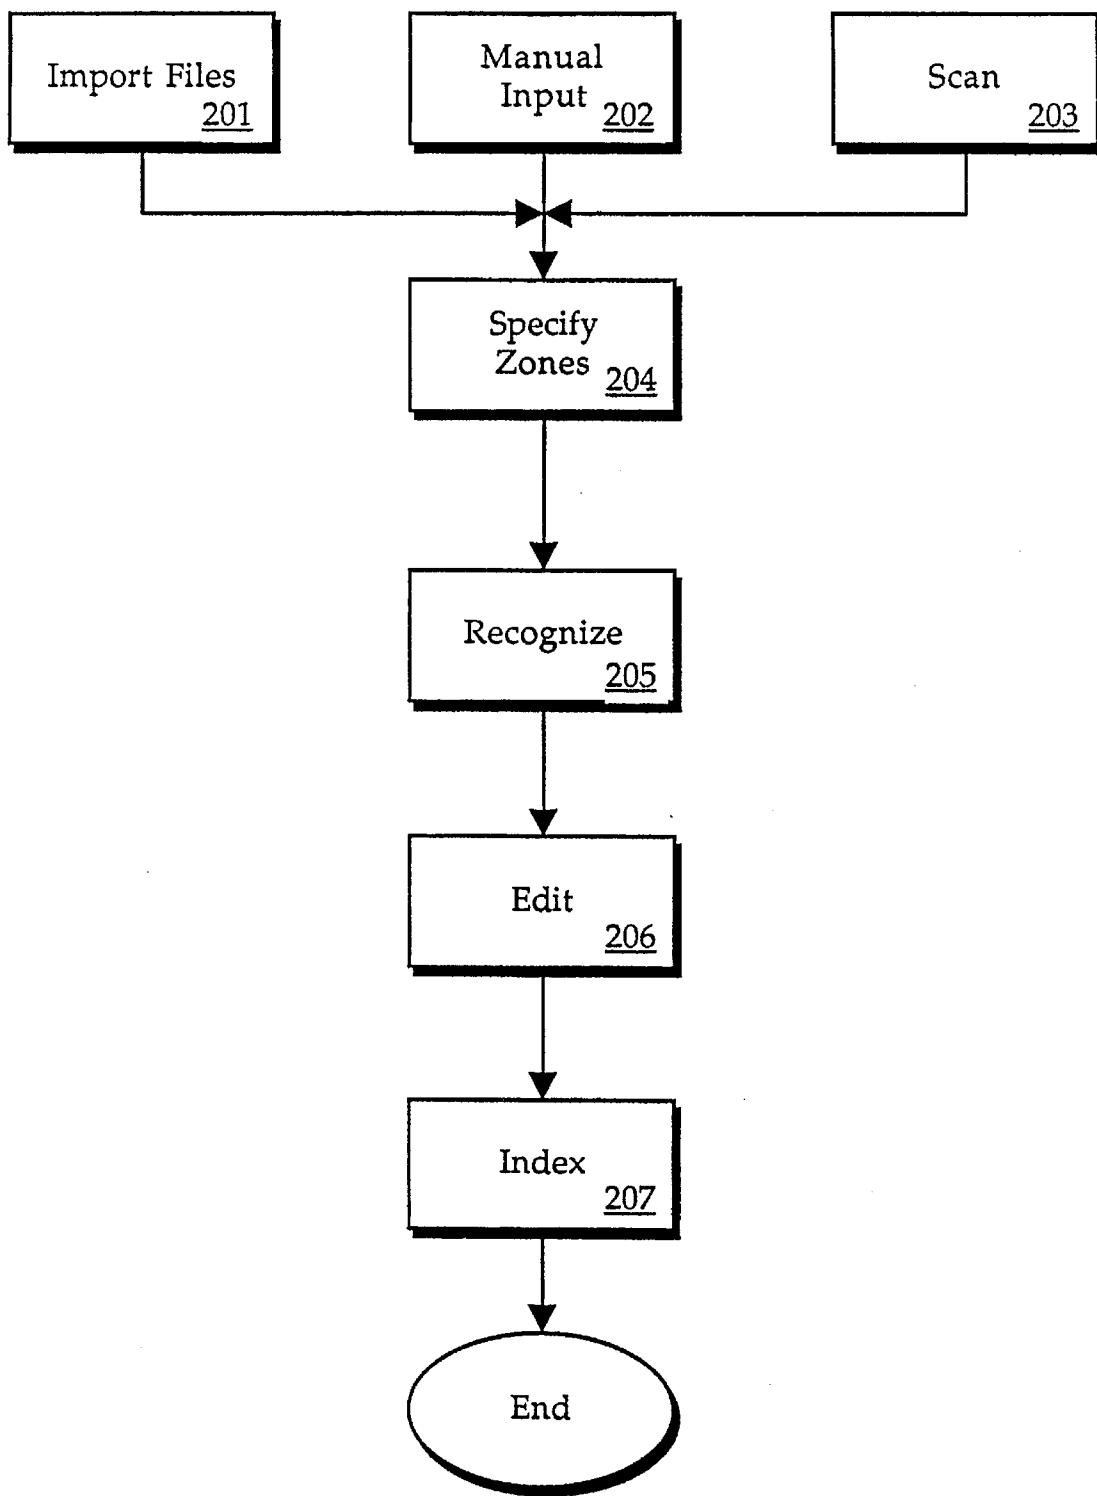 Import Files
201
Manual
Input
202
Scan
203
Specify
Zones
204
Recognize
205
Edit
206
Index
207
End